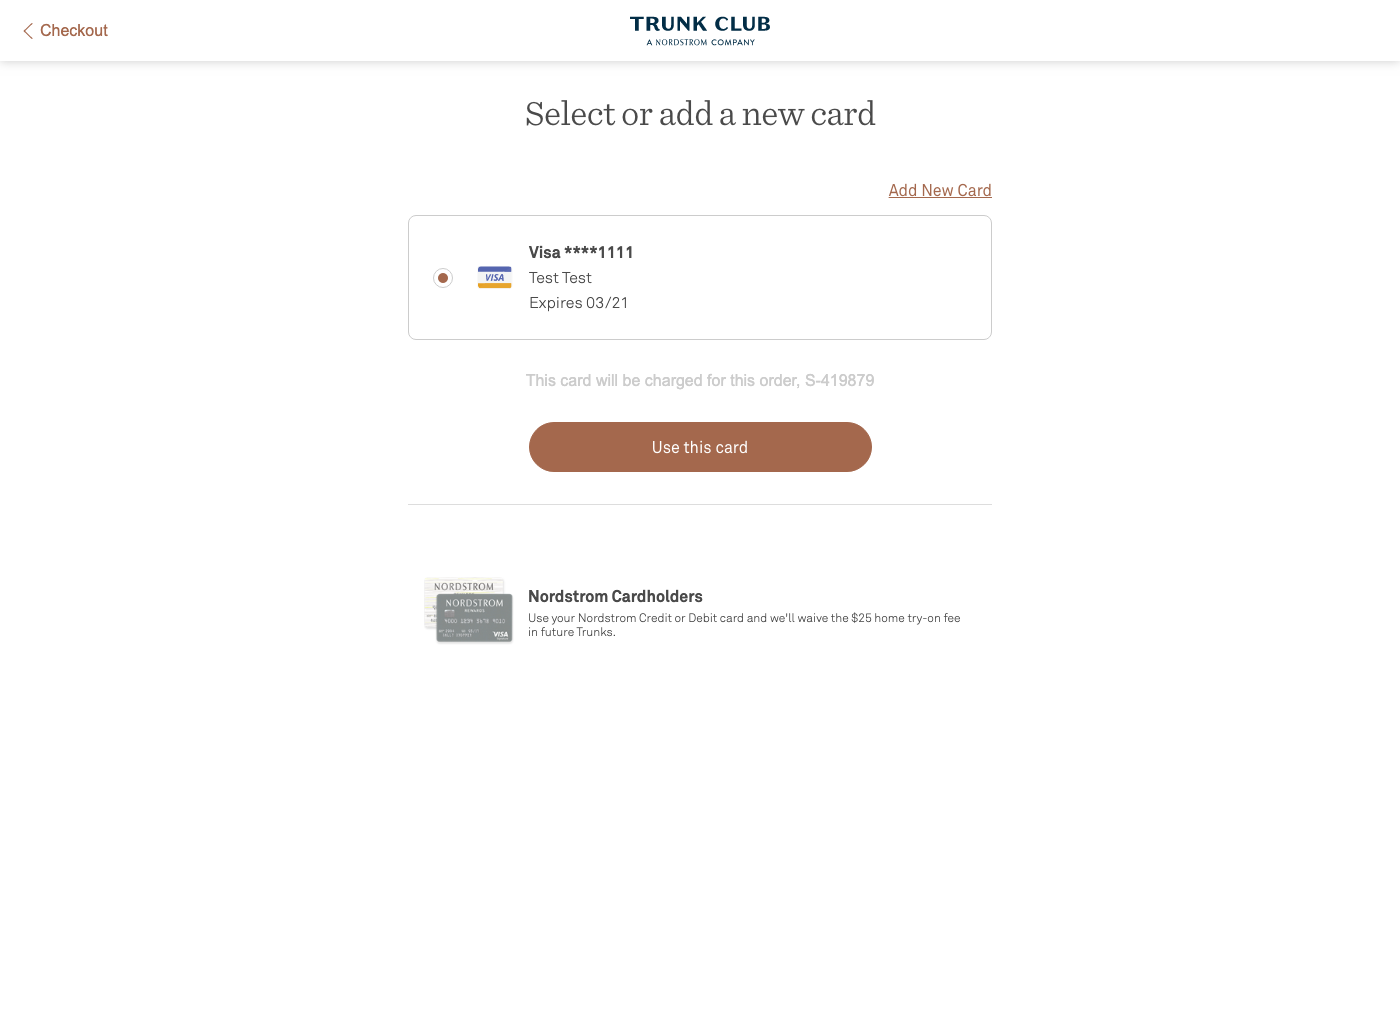 Checkout
TRUNK CLUB
A NORDSTROM COMPANY
Select or add a new card
Add New Card
VISA
Visa ****1111
Test Test
Expires 03/21
This card will be charged for this order, S-419879
Use this card
NORDSTROM
NORDSTROM
VISA
Nordstrom Cardholders
Use your Nordstrom Credit or Debit card and we'll waive the $25 home try-on fee
in future Trunks.